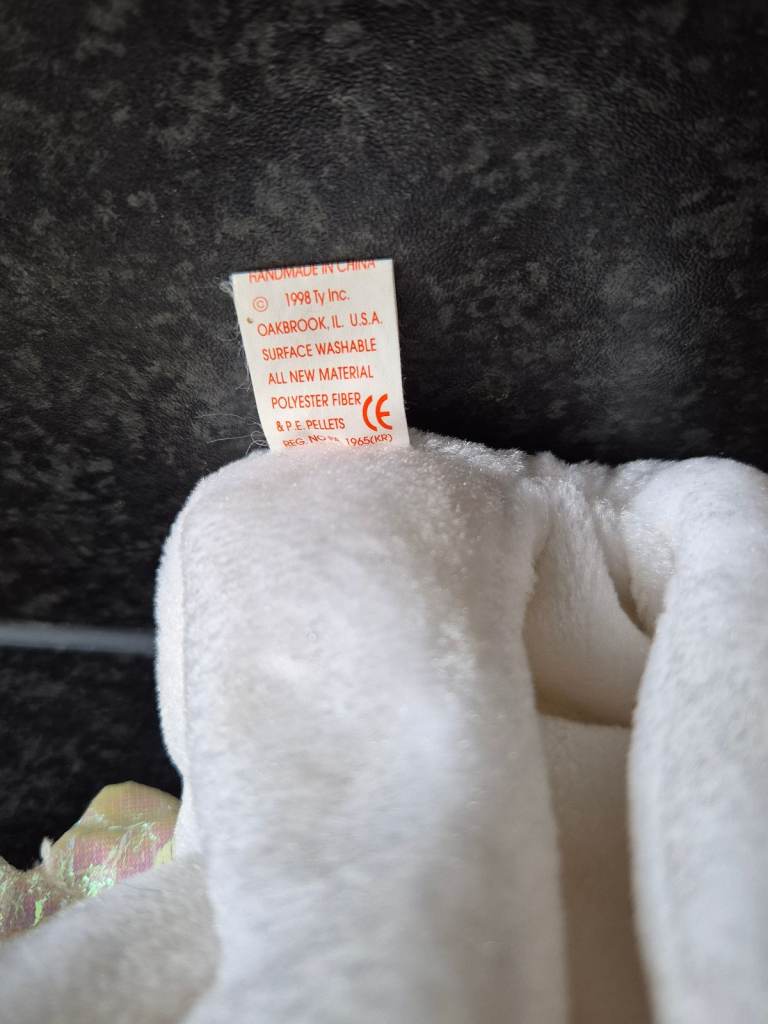 HANDMADE IN CHINA
© 1998 Ty Inc.
OAKBROOK, IL. U.S.A.
SURFACE WASHABLE
ALL NEW MATERIAL
POLYESTER FIBER
& P.E. PELLETS CE
REG. NO PA. 1965(KR)